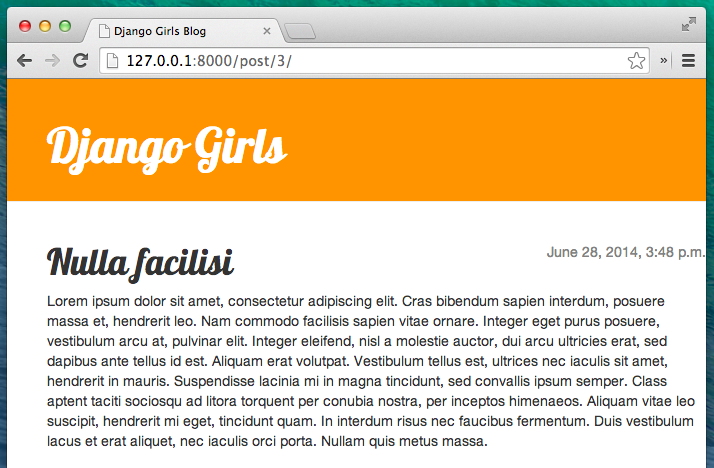 Django Girls Blog
127.0.0.1:8000/post/3/
Django Girls
Nulla facilisi
June 28, 2014, 3:48 p.m.
Lorem ipsum dolor sit amet, consectetur adipiscing elit. Cras bibendum sapien interdum, posuere
massa et, hendrerit leo. Nam commodo facilisis sapien vitae ornare. Integer eget purus posuere,
vestibulum arcu at, pulvinar elit. Integer eleifend, nisl a molestie auctor, dui arcu ultricies erat, sed
dapibus ante tellus id est. Aliquam erat volutpat. Vestibulum tellus est, ultrices nec iaculis sit amet,
hendrerit in mauris. Suspendisse lacinia mi in magna tincidunt, sed convallis ipsum semper. Class
aptent taciti sociosqu ad litora torquent per conubia nostra, per inceptos himenaeos. Aliquam vitae leo
suscipit, hendrerit mi eget, tincidunt quam. In interdum risus nec faucibus fermentum. Duis vestibulum
lacus et erat aliquet, nec iaculis orci porta. Nullam quis metus massa.